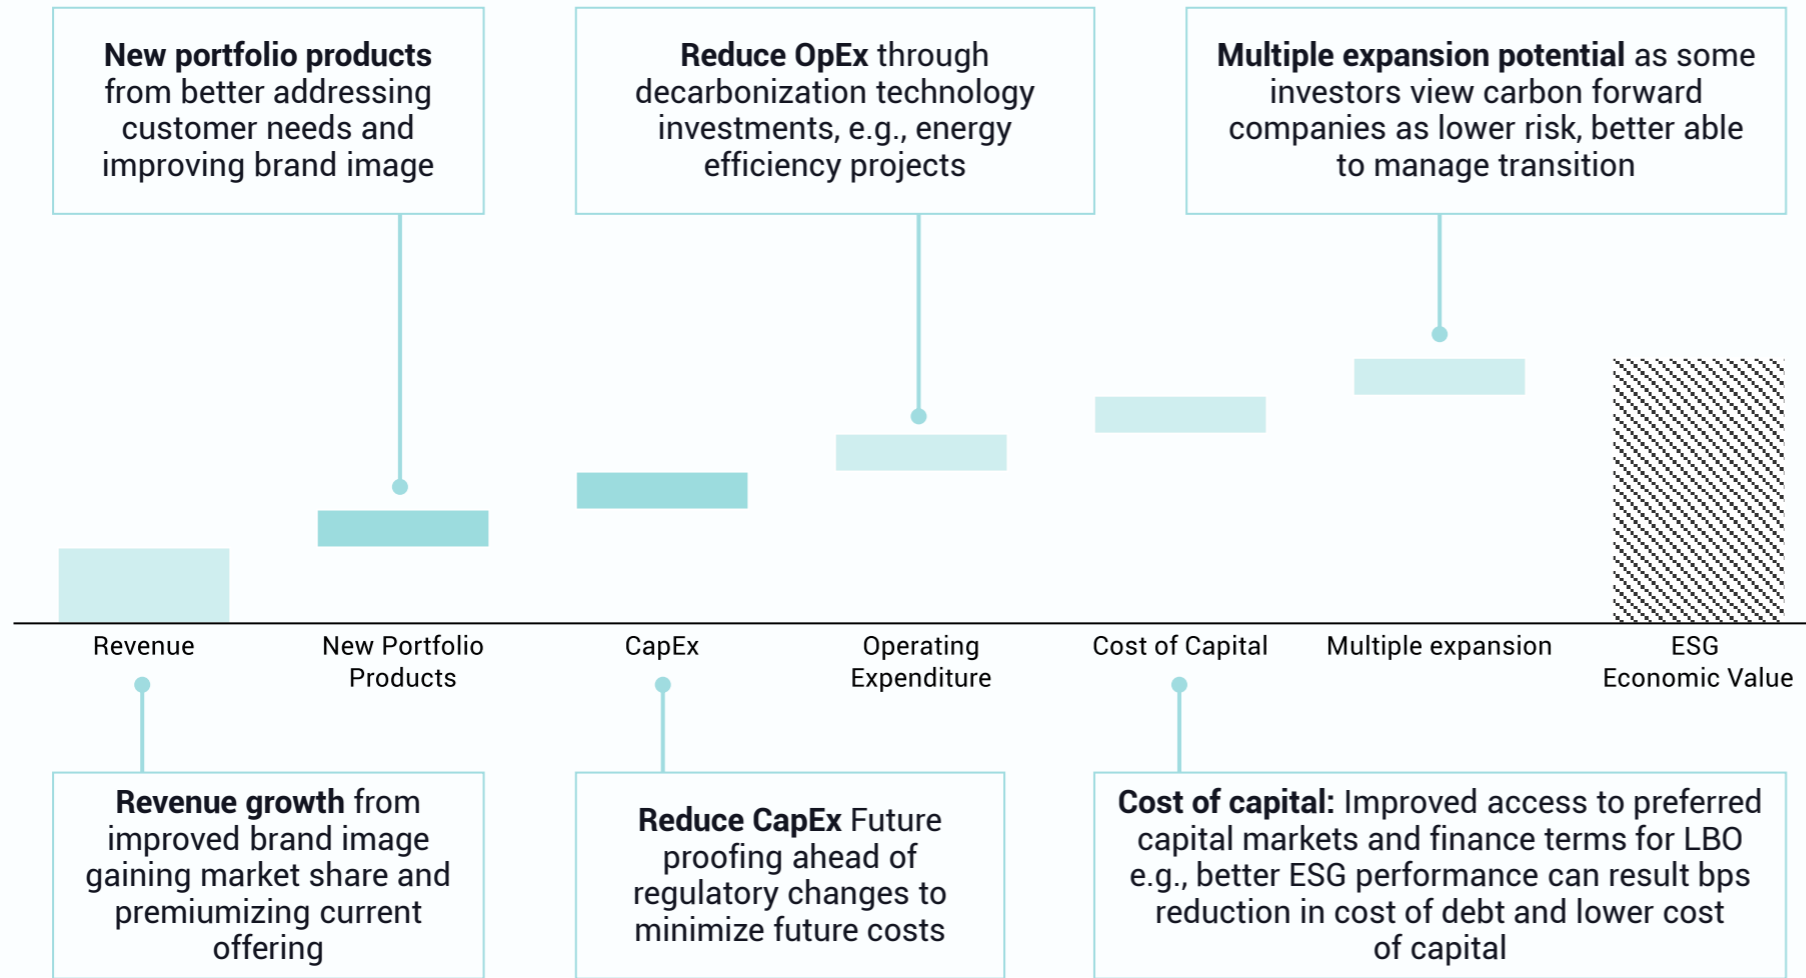 New portfolio products
from better addressing
customer needs and
improving brand image
Reduce OpEx through
decarbonization technology
investments, e.g., energy
efficiency projects
Multiple expansion potential as some
investors view carbon forward
companies as lower risk, better able
to manage transition
Revenue
New Portfolio
Products
CapEx
Operating
Expenditure
Cost of Capital
Multiple expansion
ESG
Economic Value
Revenue growth from
improved brand image
gaining market share and
premiumizing current
offering
Reduce CapEx Future
proofing ahead of
regulatory changes to
minimize future costs
Cost of capital: Improved access to preferred
capital markets and finance terms for LBO
e.g., better ESG performance can result bps
reduction in cost of debt and lower cost
of capital